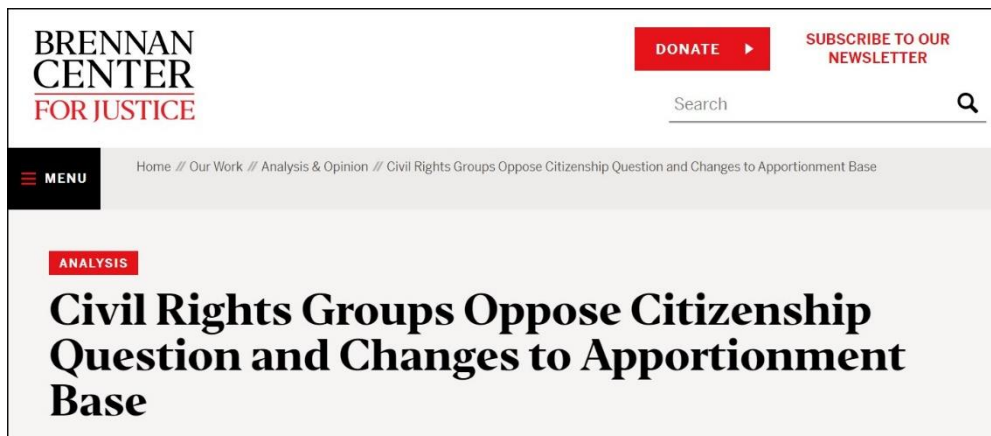 BRENNAN
CENTER
FOR JUSTICE
DONATE
SUBSCRIBE TO OUR
NEWSLETTER
Search
MENU
Home // Our Work // Analysis & Opinion // Civil Rights Groups Oppose Citizenship Question and Changes to Apportionment Base
ANALYSIS
Civil Rights Groups Oppose Citizenship
Question and Changes to Apportionment
Base